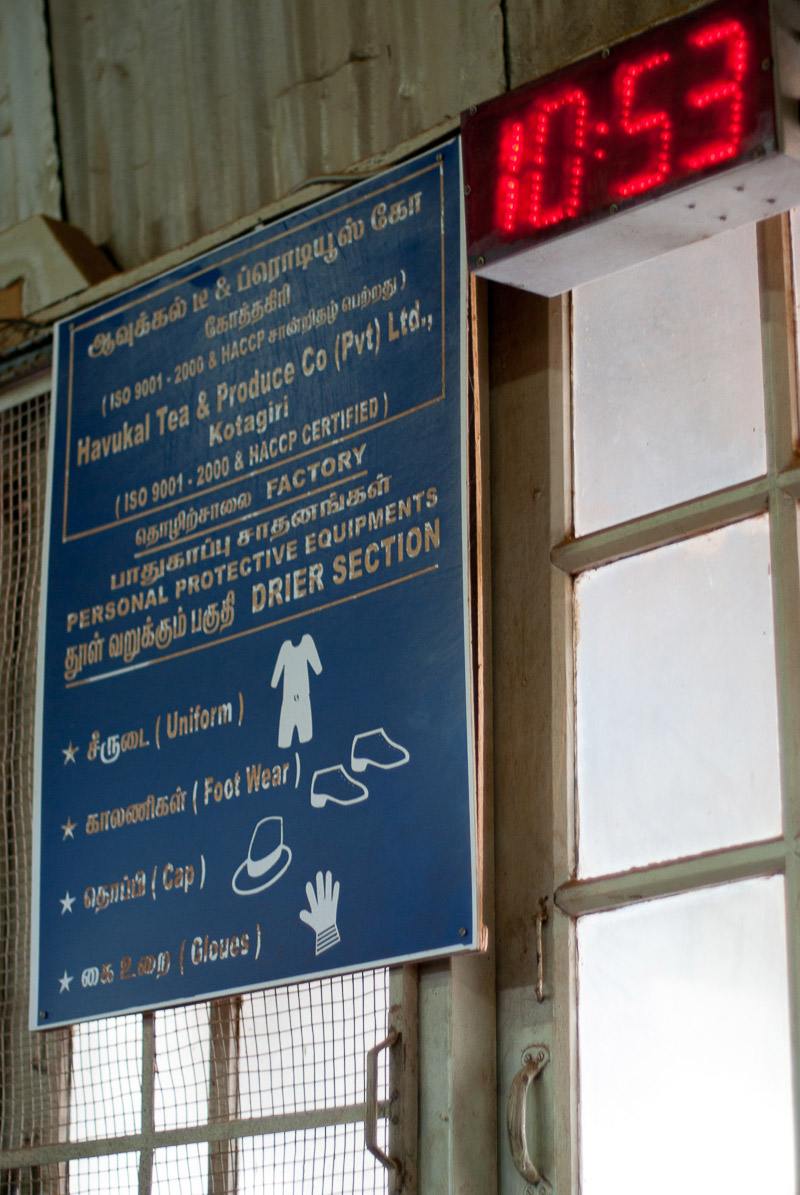 10:53
ஆவுக்கல் டீ & ப்ரொடியூஸ் கோ
கோத்தகிரி
( ISO 9001 - 2000 & HACCP சான்றிதழ் பெற்றது )
Havukal Tea & Produce Co (Pvt) Ltd.,
Kotagiri
( ISO 9001 - 2000 & HACCP CERTIFIED )
தொழிற்சாலை FACTORY
பாதுகாப்பு சாதனங்கள்
PERSONAL PROTECTIVE EQUIPMENTS
தூள் வறுக்கும் பகுதி DRIER SECTION
சீருடை ( Uniform )
காலணிகள் ( Foot Wear )
தொப்பி ( Cap )
கை உறை ( Gloues )